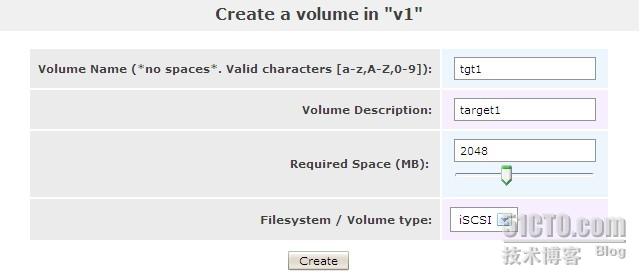 Create a volume in "v1"
Volume Name (*no spaces*. Valid characters [a-z,A-Z,0-9]): tgt1
Volume Description: target1
Required Space (MB): 2048
Filesystem / Volume type: iSCSI
Create
51CTO.com
技术博客 Blog